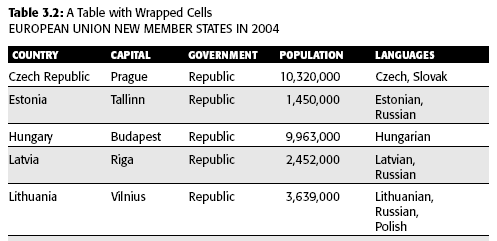 Table 3.2: A Table with Wrapped Cells
EUROPEAN UNION NEW MEMBER STATES IN 2004
COUNTRY CAPITAL GOVERNMENT POPULATION LANGUAGES
Czech Republic Prague Republic 10,320,000 Czech, Slovak
Estonia Tallinn Republic 1,450,000 Estonian,
Russian
Hungary Budapest Republic 9,963,000 Hungarian
Latvia Riga Republic 2,452,000 Latvian,
Russian
Lithuania Vilnius Republic 3,639,000 Lithuanian,
Russian,
Polish